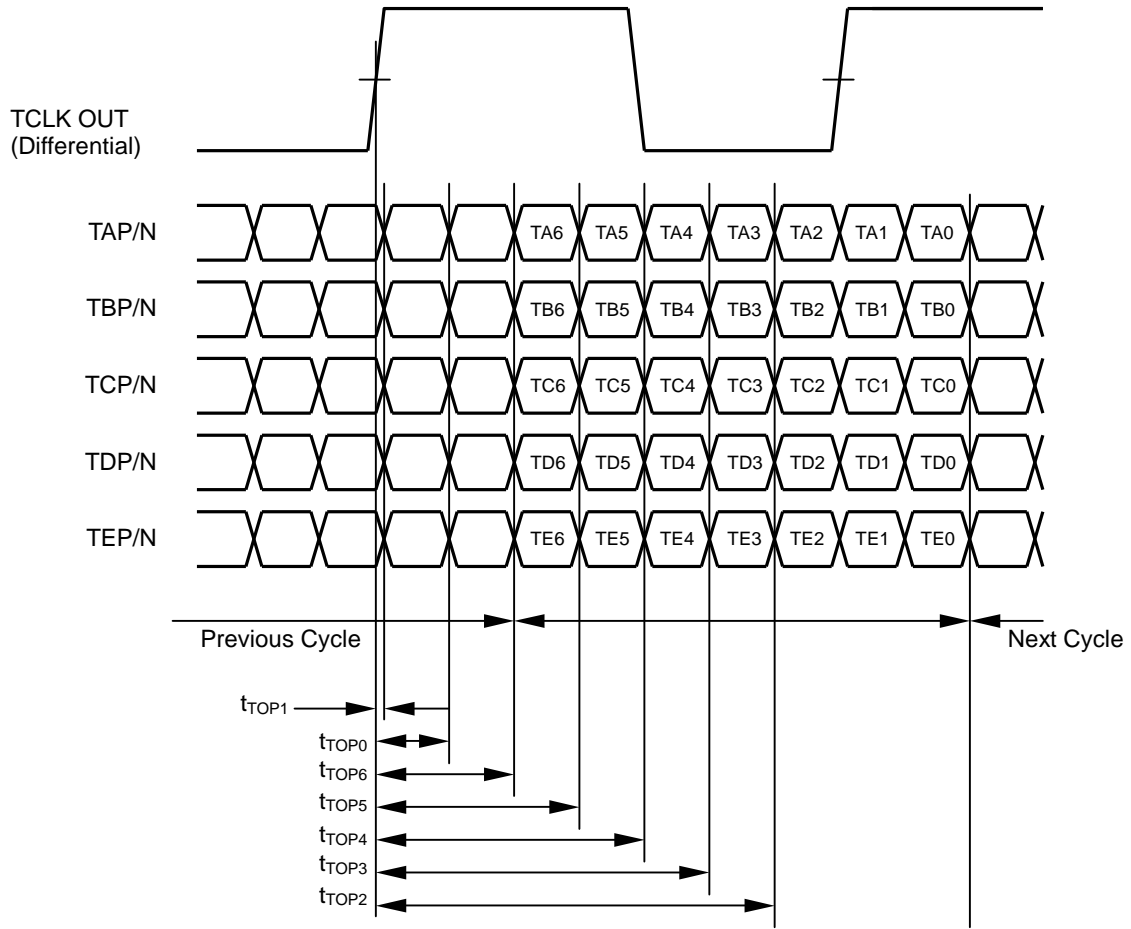 TCLK OUT
(Differential)
TAP/N TA6 TA5 TA4 TA3 TA2 TA1 TA0
TBP/N TB6 TB5 TB4 TB3 TB2 TB1 TB0
TCP/N TC6 TC5 TC4 TC3 TC2 TC1 TC0
TDP/N TD6 TD5 TD4 TD3 TD2 TD1 TD0
TEP/N TE6 TE5 TE4 TE3 TE2 TE1 TE0
Previous Cycle Next Cycle
tTOP1
tTOP0
tTOP6
tTOP5
tTOP4
tTOP3
tTOP2